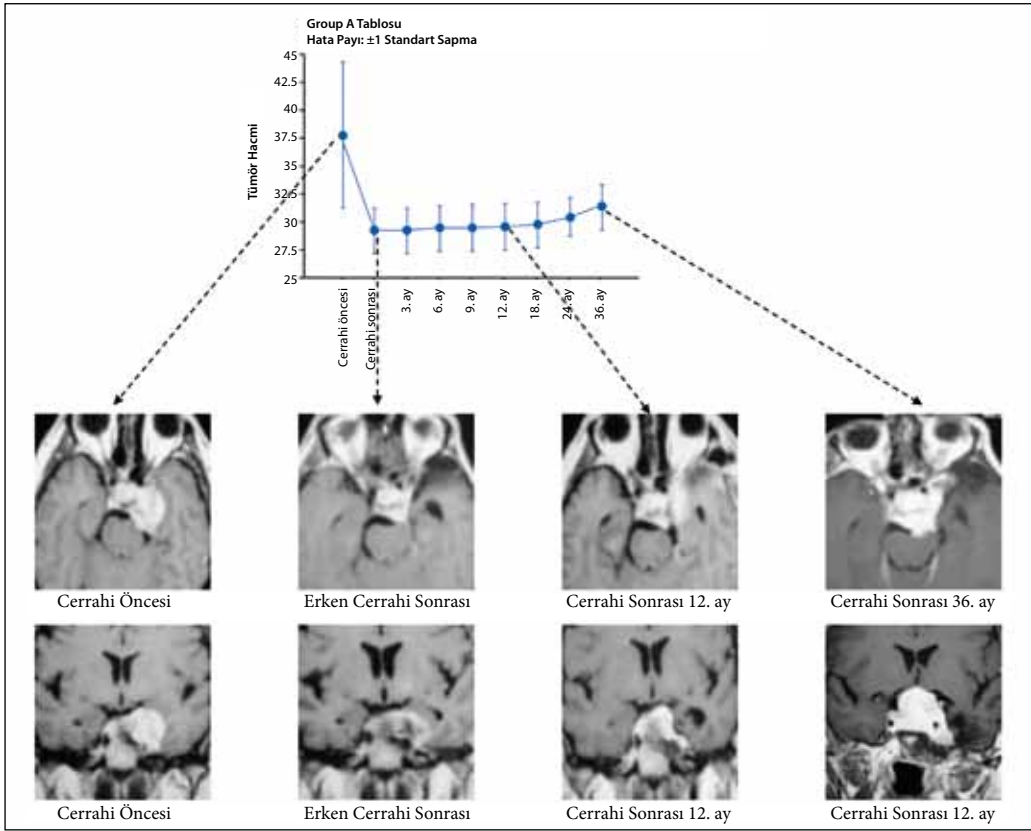 Group A Tablosu
Hata Payı: ±1 Standart Sapma
Tümör Hacmi
45
42.5
40
37.5
35
32.5
30
27.5
25
Cerrahi öncesi
Cerrahi sonrası
3. ay
6. ay
9. ay
12. ay
18. ay
24. ay
36. ay
Cerrahi Öncesi
Erken Cerrahi Sonrası
Cerrahi Sonrası 12. ay
Cerrahi Sonrası 36. ay
Cerrahi Öncesi
Erken Cerrahi Sonrası
Cerrahi Sonrası 12. ay
Cerrahi Sonrası 12. ay